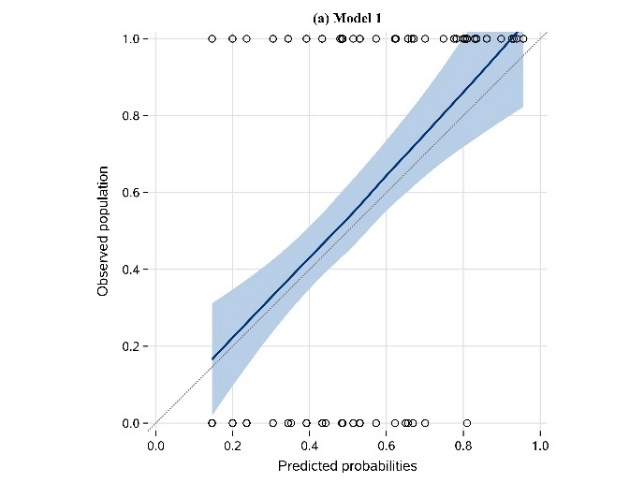 (a) Model 1
1.0
0.8
0.6
0.4
0.2
0.0
Observed population
0.0 0.2 0.4 0.6 0.8 1.0
Predicted probabilities